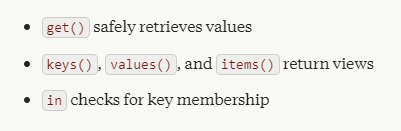 get() safely retrieves values
keys(), values(), and items() return views
in checks for key membership